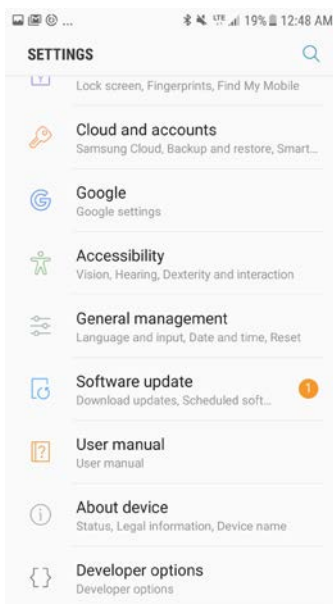 ... LTE 19% 12:48 AM
SETTINGS
Lock screen, Fingerprints, Find My Mobile
Cloud and accounts
Samsung Cloud, Backup and restore, Smart...
Google
Google settings
Accessibility
Vision, Hearing, Dexterity and interaction
General management
Language and input, Date and time, Reset
Software update
Download updates, Scheduled soft...
1
User manual
User manual
About device
Status, Legal information, Device name
Developer options
Developer options